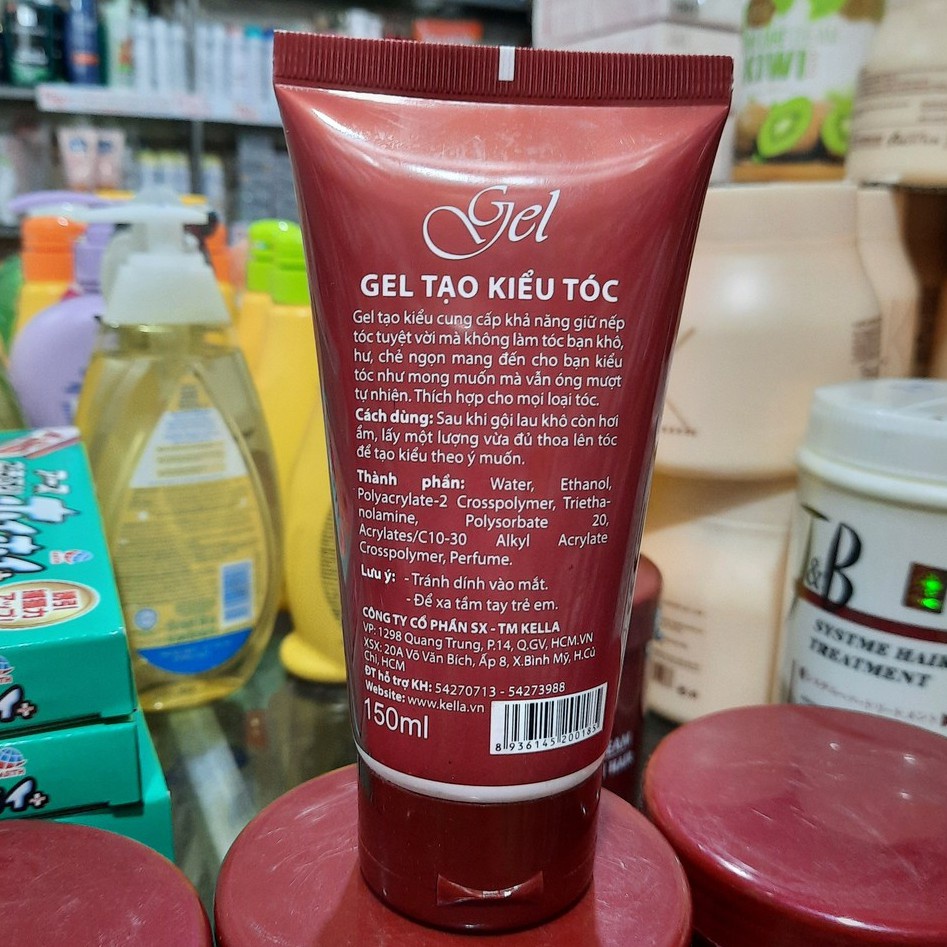 Gel
GEL TẠO KIỂU TÓC
Gel tạo kiểu cung cấp khả năng giữ nếp
tóc tuyệt vời mà không làm tóc bạn khô,
hư, chẻ ngọn mang đến cho bạn kiểu
tóc như mong muốn mà vẫn óng mượt
tự nhiên. Thích hợp cho mọi loại tóc.
Cách dùng: Sau khi gội lau khô còn hơi
ẩm, lấy một lượng vừa đủ thoa lên tóc
để tạo kiểu theo ý muốn.
Thành phần: Water, Ethanol,
Polyacrylate-2 Crosspolymer, Trietha-
nolamine, Polysorbate 20,
Acrylates/C10-30 Alkyl Acrylate
Crosspolymer, Perfume.
Lưu ý: - Tránh dính vào mắt.
- Để xa tầm tay trẻ em.
CÔNG TY CỔ PHẦN SX - TM KELLA
VP: 1298 Quang Trung, P.14, Q.GV, HCM.VN
XSX: 20A Võ Văn Bích, Ấp 8, X.Bình Mỹ, H.Củ
Chi, HCM
ĐT hỗ trợ KH: 54270713 - 54273988
Website: www.kella.vn
150ml
8 936145 200185
KIWI
J&B
SYSTME HAIR
TREATMENT